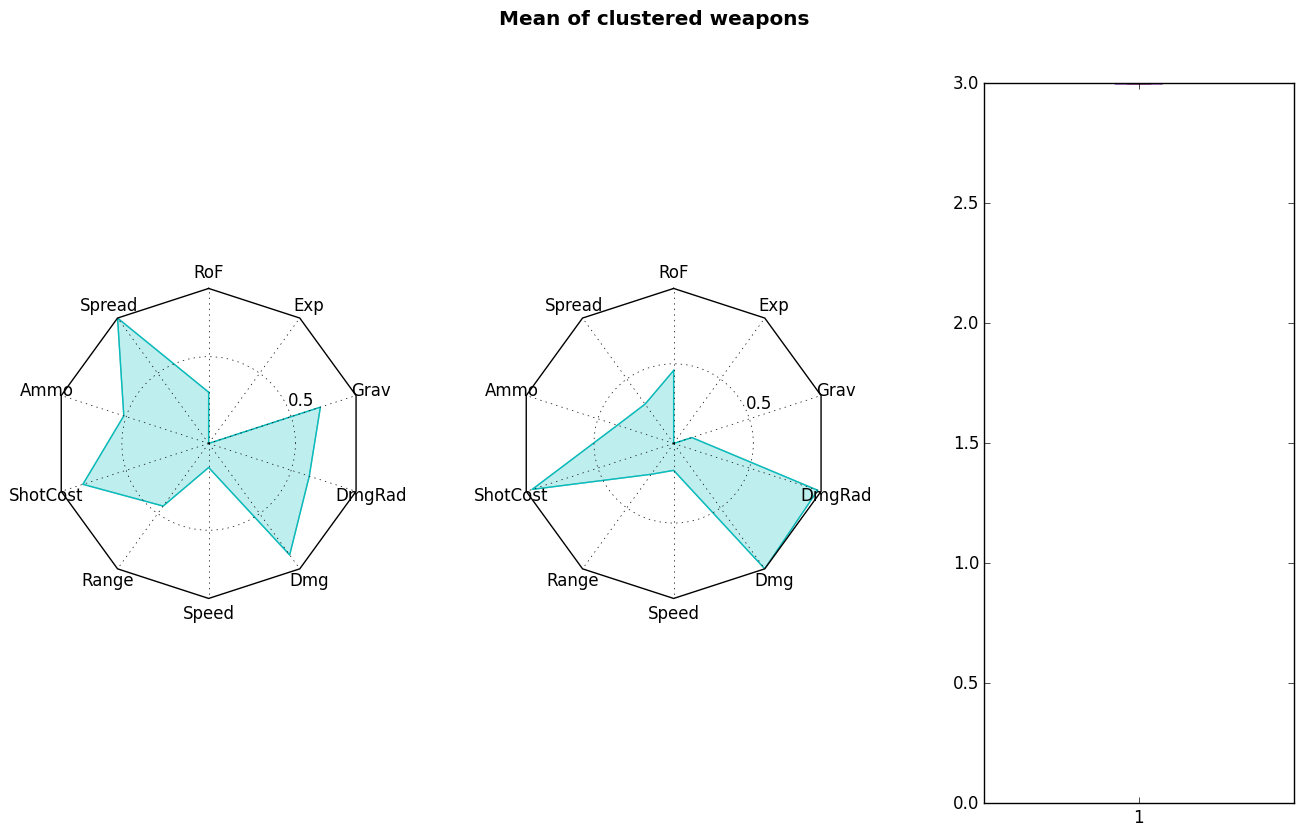 Mean of clustered weapons
RoF
Exp
Spread
Grav
Ammo
0.5
ShotCost
DmgRad
Range
Dmg
Speed
RoF
Exp
Spread
Grav
Ammo
0.5
ShotCost
DmgRad
Range
Dmg
Speed
3.0
2.5
2.0
1.5
1.0
0.5
0.0
1